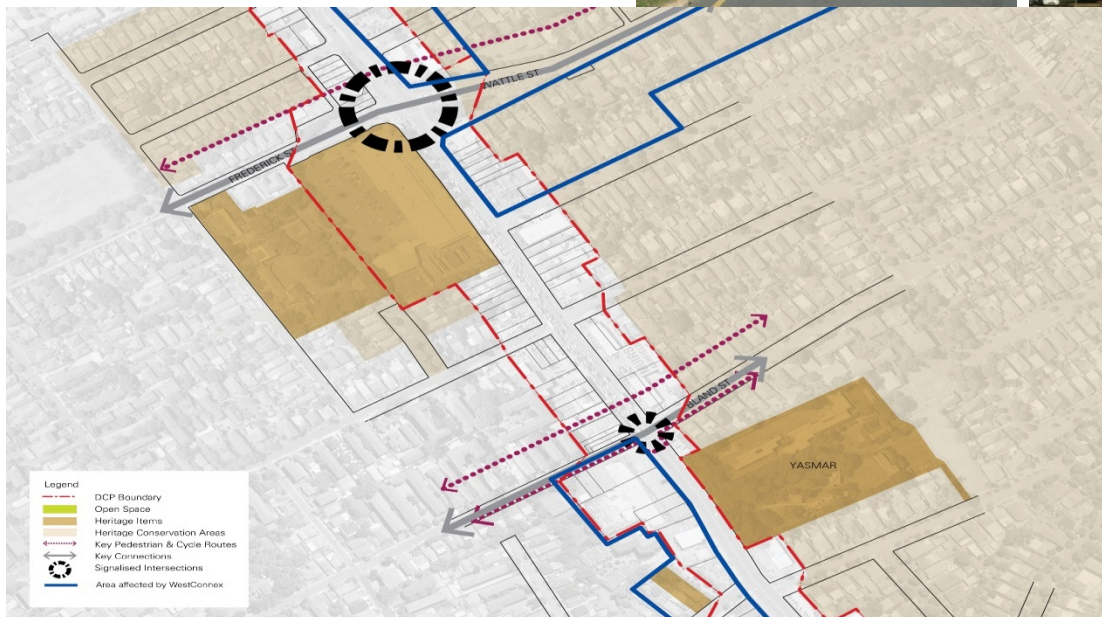 WATTLE ST
FREDERICK ST
BLAND ST
YASMAR
Legend
DCP Boundary
Open Space
Heritage Items
Heritage Conservation Areas
Key Pedestrian & Cycle Routes
Key Connections
Signalised Intersections
Area affected by WestConnex